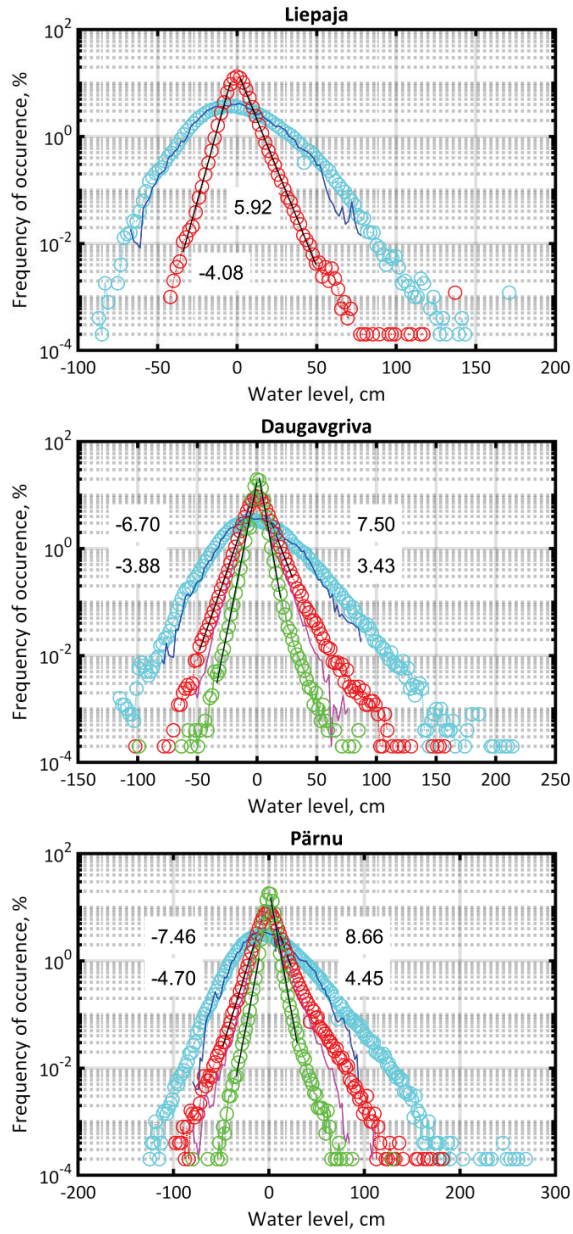 Liepaja
Frequency of occurence, %
10^2
10^0
10^-2
10^-4
5.92
-4.08
-100 -50 0 50 100 150 200
Water level, cm
Daugavgriva
Frequency of occurence, %
10^2
10^0
10^-2
10^-4
-6.70 7.50
-3.88 3.43
-150 -100 -50 0 50 100 150 200 250
Water level, cm
Pärnu
Frequency of occurence, %
10^2
10^0
10^-2
10^-4
-7.46 8.66
-4.70 4.45
-200 -100 0 100 200 300
Water level, cm